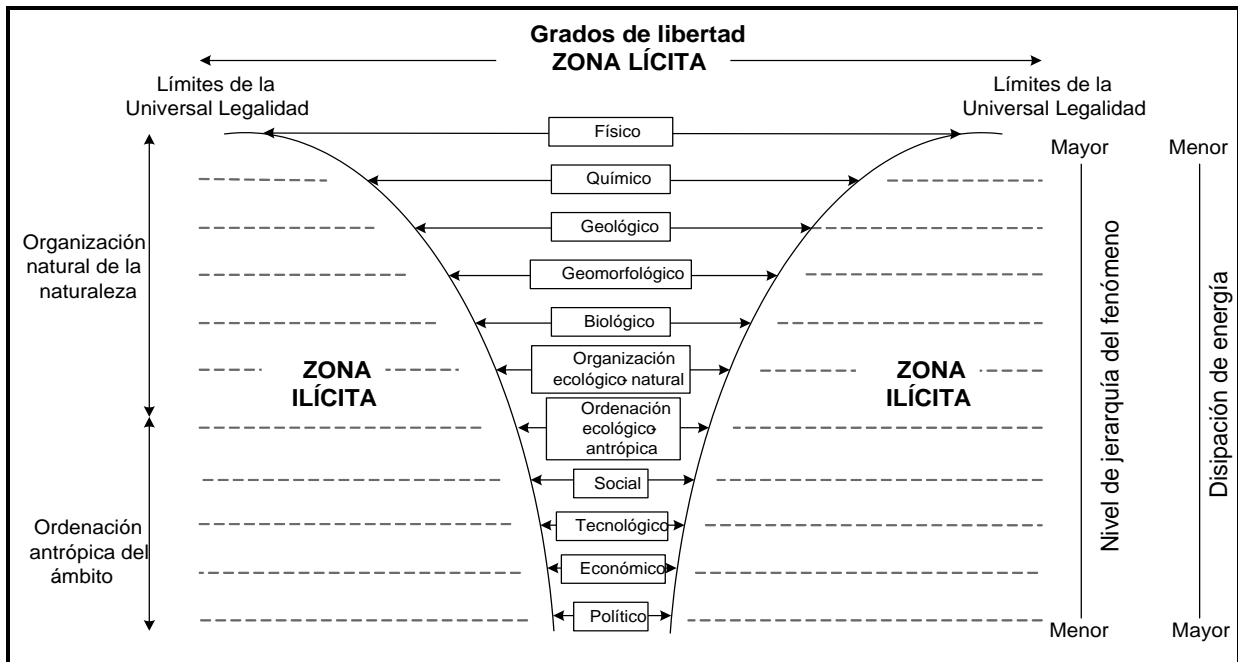 Grados de libertad
ZONA LÍCITA
Límites de la
Universal Legalidad
Límites de la
Universal Legalidad
Físico
Mayor
Menor
Químico
Geológico
Organización
natural de la
naturaleza
Geomorfológico
Biológico
Organización
ecológico-natural
ZONA
ILÍCITA
ZONA
ILÍCITA
Ordenación
ecológico-
antrópica
Social
Ordenación
antrópica del
ámbito
Tecnológico
Económico
Político
Nivel de jerarquía del fenómeno
Disipación de energía
Menor
Mayor